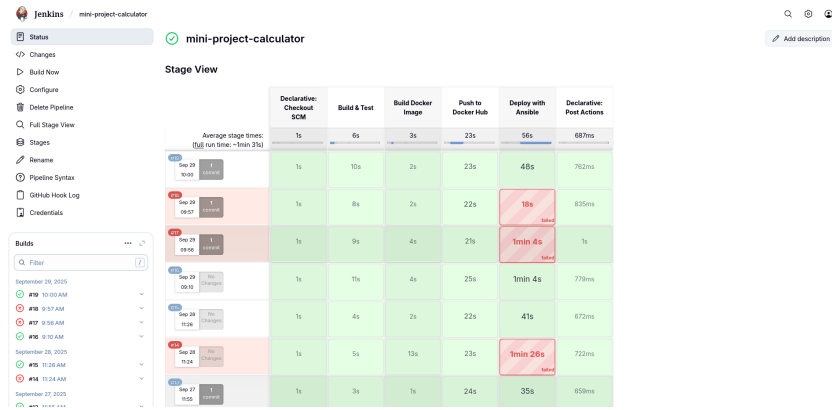 Jenkins / mini-project-calculator
Status
Changes
Build Now
Configure
Delete Pipeline
Full Stage View
Stages
Rename
Pipeline Syntax
GitHub Hook Log
Credentials
Builds
Filter /
September 29, 2025
#19 10:00 AM
#18 9:57 AM
#17 9:56 AM
#16 9:10 AM
September 28, 2025
#15 11:26 AM
#14 11:24 AM
September 27, 2025
mini-project-calculator
Add description
Stage View
Declarative: Checkout SCM
Build & Test
Build Docker Image
Push to Docker Hub
Deploy with Ansible
Declarative: Post Actions
Average stage times: 1s 6s 3s 23s 56s 687ms
(full run time: ~1min 31s)
Sep 29 10:00 1 commit 1s 10s 2s 23s 48s 762ms
#18 Sep 29 09:57 1 commit 1s 8s 2s 22s 18s failed 835ms
#17 Sep 29 09:56 1 commit 1s 9s 4s 21s 1min 4s failed 1s
Sep 29 09:10 No Changes 1s 11s 4s 25s 1min 4s 779ms
Sep 28 11:26 No Changes 1s 4s 2s 22s 41s 672ms
#14 Sep 28 11:24 No Changes 1s 5s 13s 23s 1min 26s failed 722ms
Sep 27 11:55 1 commit 1s 3s 1s 24s 35s 659ms